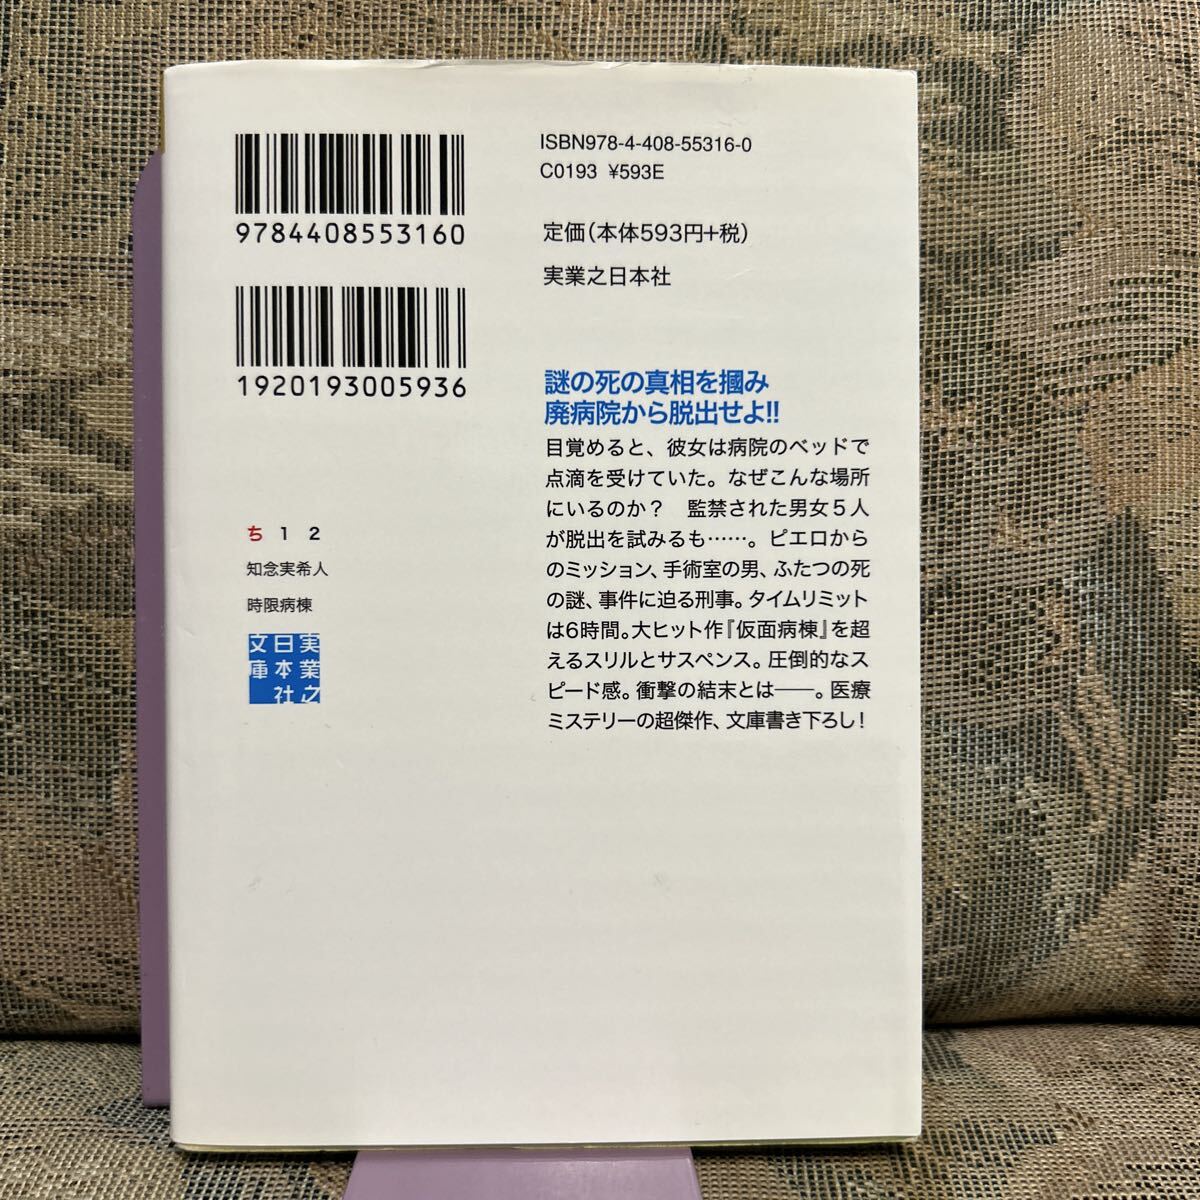 9784408553160
1920193005936
ISBN978-4-408-55316-0
C0193 ¥593E
定価(本体593円+税)
実業之日本社
謎の死の真相を摑み
廃病院から脱出せよ!!
目覚めると、彼女は病院のベッドで
点滴を受けていた。なぜこんな場所
にいるのか？　監禁された男女５人
が脱出を試みるも……。ピエロから
のミッション、手術室の男、ふたつの死
の謎、事件に迫る刑事。タイムリミット
は6時間。大ヒット作『仮面病棟』を超
えるスリルとサスペンス。圧倒的なス
ピード感。衝撃の結末とは――。医療
ミステリーの超傑作、文庫書き下ろし！
ち 1 2
知念実希人
時限病棟
実業之
日本社
文庫